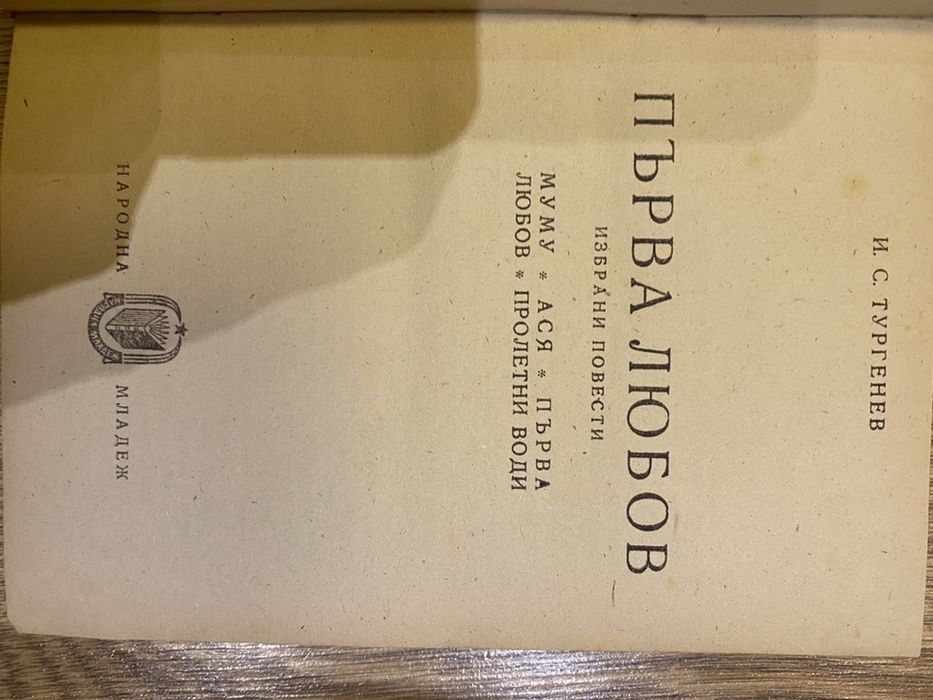 И. С. ТУРГЕНЕВ
ПЪРВА ЛЮБОВ
ИЗБРАНИ ПОВЕСТИ
МУМУ * АСЯ * ПЪРВА
ЛЮБОВ * ПРОЛЕТНИ ВОДИ
НАРОДНА МЛАДЕЖ